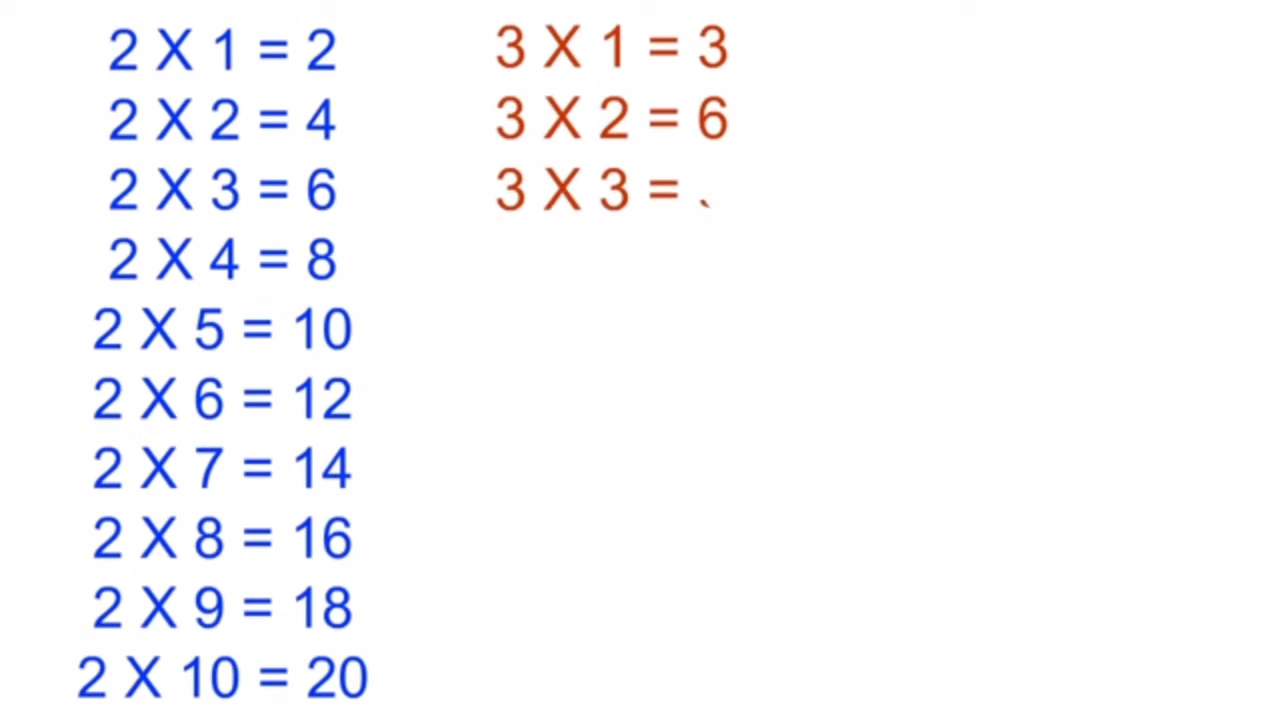 2 X 1 = 2
2 X 2 = 4
2 X 3 = 6
2 X 4 = 8
2 X 5 = 10
2 X 6 = 12
2 X 7 = 14
2 X 8 = 16
2 X 9 = 18
2 X 10 = 20
3 X 1 = 3
3 X 2 = 6
3 X 3 =